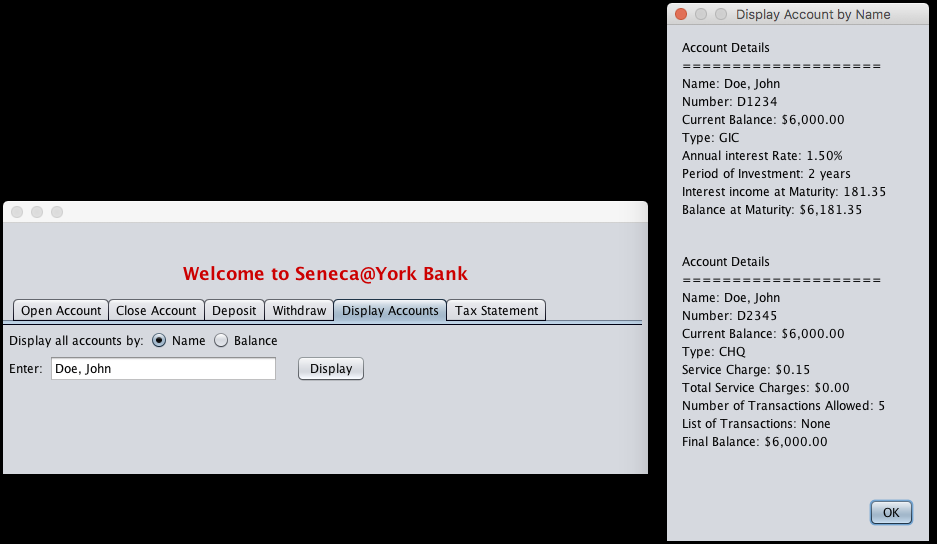 Welcome to Seneca@York Bank
Open Account Close Account Deposit Withdraw Display Accounts Tax Statement
Display all accounts by: Name Balance
Enter: Doe, John Display
Display Account by Name
Account Details
====================
Name: Doe, John
Number: D1234
Current Balance: $6,000.00
Type: GIC
Annual interest Rate: 1.50%
Period of Investment: 2 years
Interest income at Maturity: 181.35
Balance at Maturity: $6,181.35
Account Details
====================
Name: Doe, John
Number: D2345
Current Balance: $6,000.00
Type: CHQ
Service Charge: $0.15
Total Service Charges: $0.00
Number of Transactions Allowed: 5
List of Transactions: None
Final Balance: $6,000.00
OK